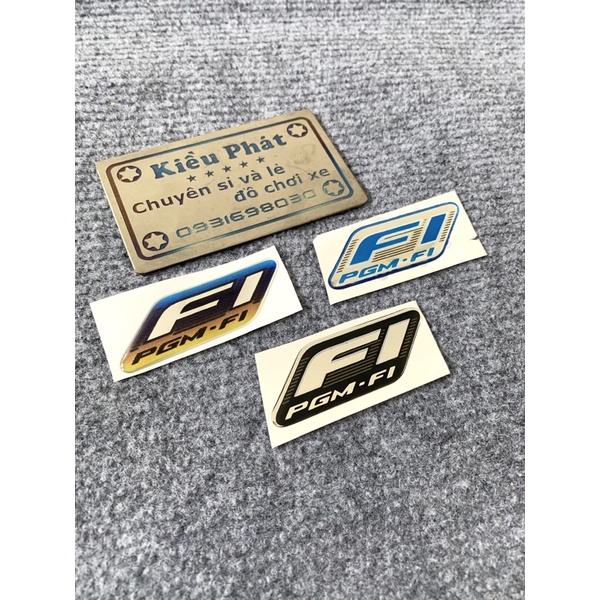 Kiều Phát
Chuyên sỉ và lẻ
đồ chơi xe
0931698030
FI
PGM-FI
FI
PGM-FI
FI
PGM-FI